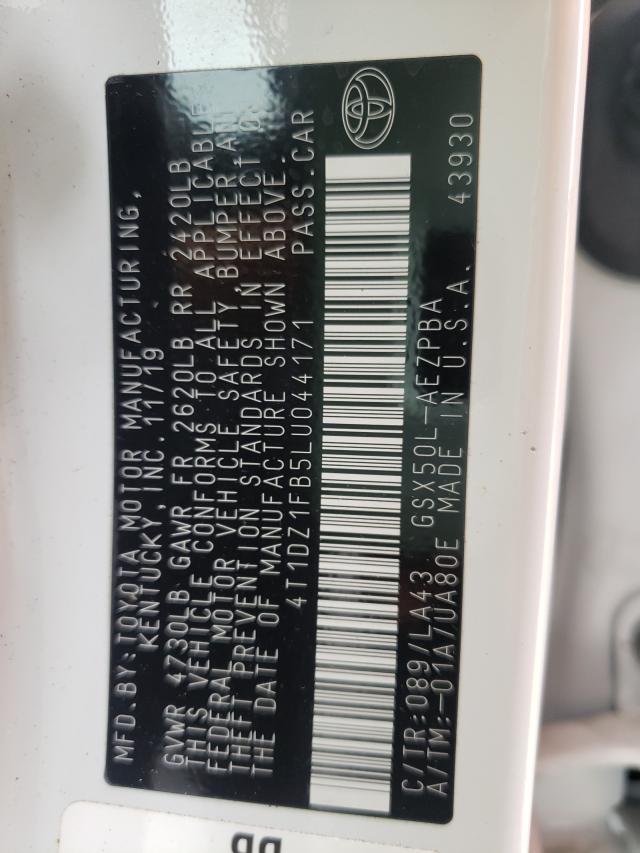 MFD.BY:TOYOTA MOTOR MANUFACTURING,
KENTUCKY,INC.11/19
GVWR 4730LB GAWR FR 2620LB RR 2420LB
THIS VEHICLE CONFORMS TO ALL APPLICABLE
FEDERAL MOTOR VEHICLE SAFETY,BUMPER,AND
THEFT PREVENTION STANDARDS IN EFFECT ON
THE DATE OF MANUFACTURE SHOWN ABOVE.
4T1DZ1FB5LU044171 PASS.CAR
C/TR:089/LA43 GSX50L-AEZPBA
A/TM:-01A/UA80E MADE IN U.S.A. 43930